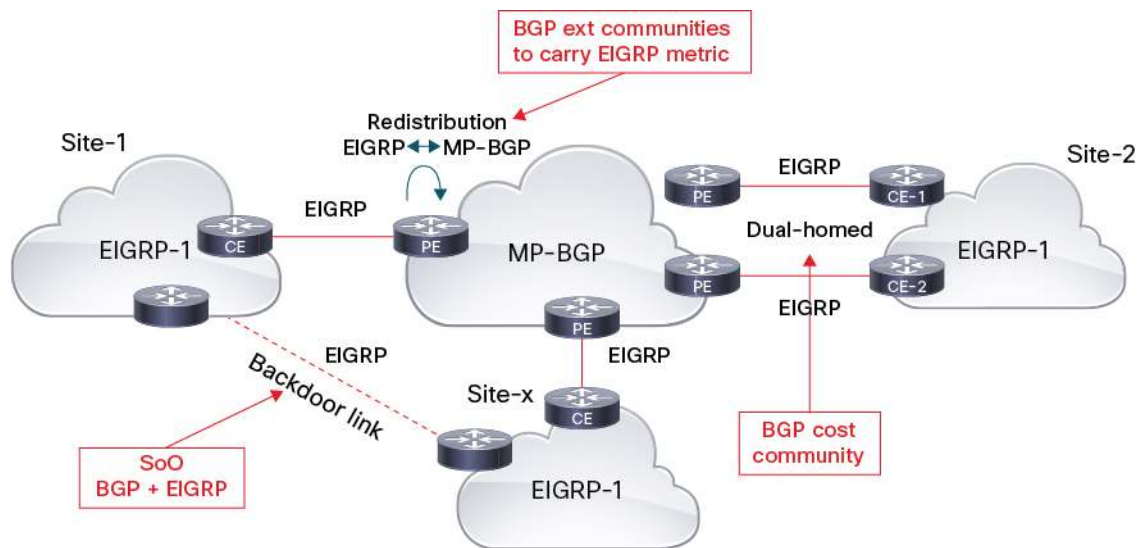 BGP ext communities
to carry EIGRP metric
Redistribution
EIGRP MP-BGP
Site-1
EIGRP
EIGRP-1
CE
PE
MP-BGP
PE
EIGRP
CE-1
Site-2
Dual-homed
EIGRP-1
PE
EIGRP
CE-2
PE
EIGRP
EIGRP
Backdoor link
Site-x
CE
EIGRP-1
SoO
BGP + EIGRP
BGP cost
community